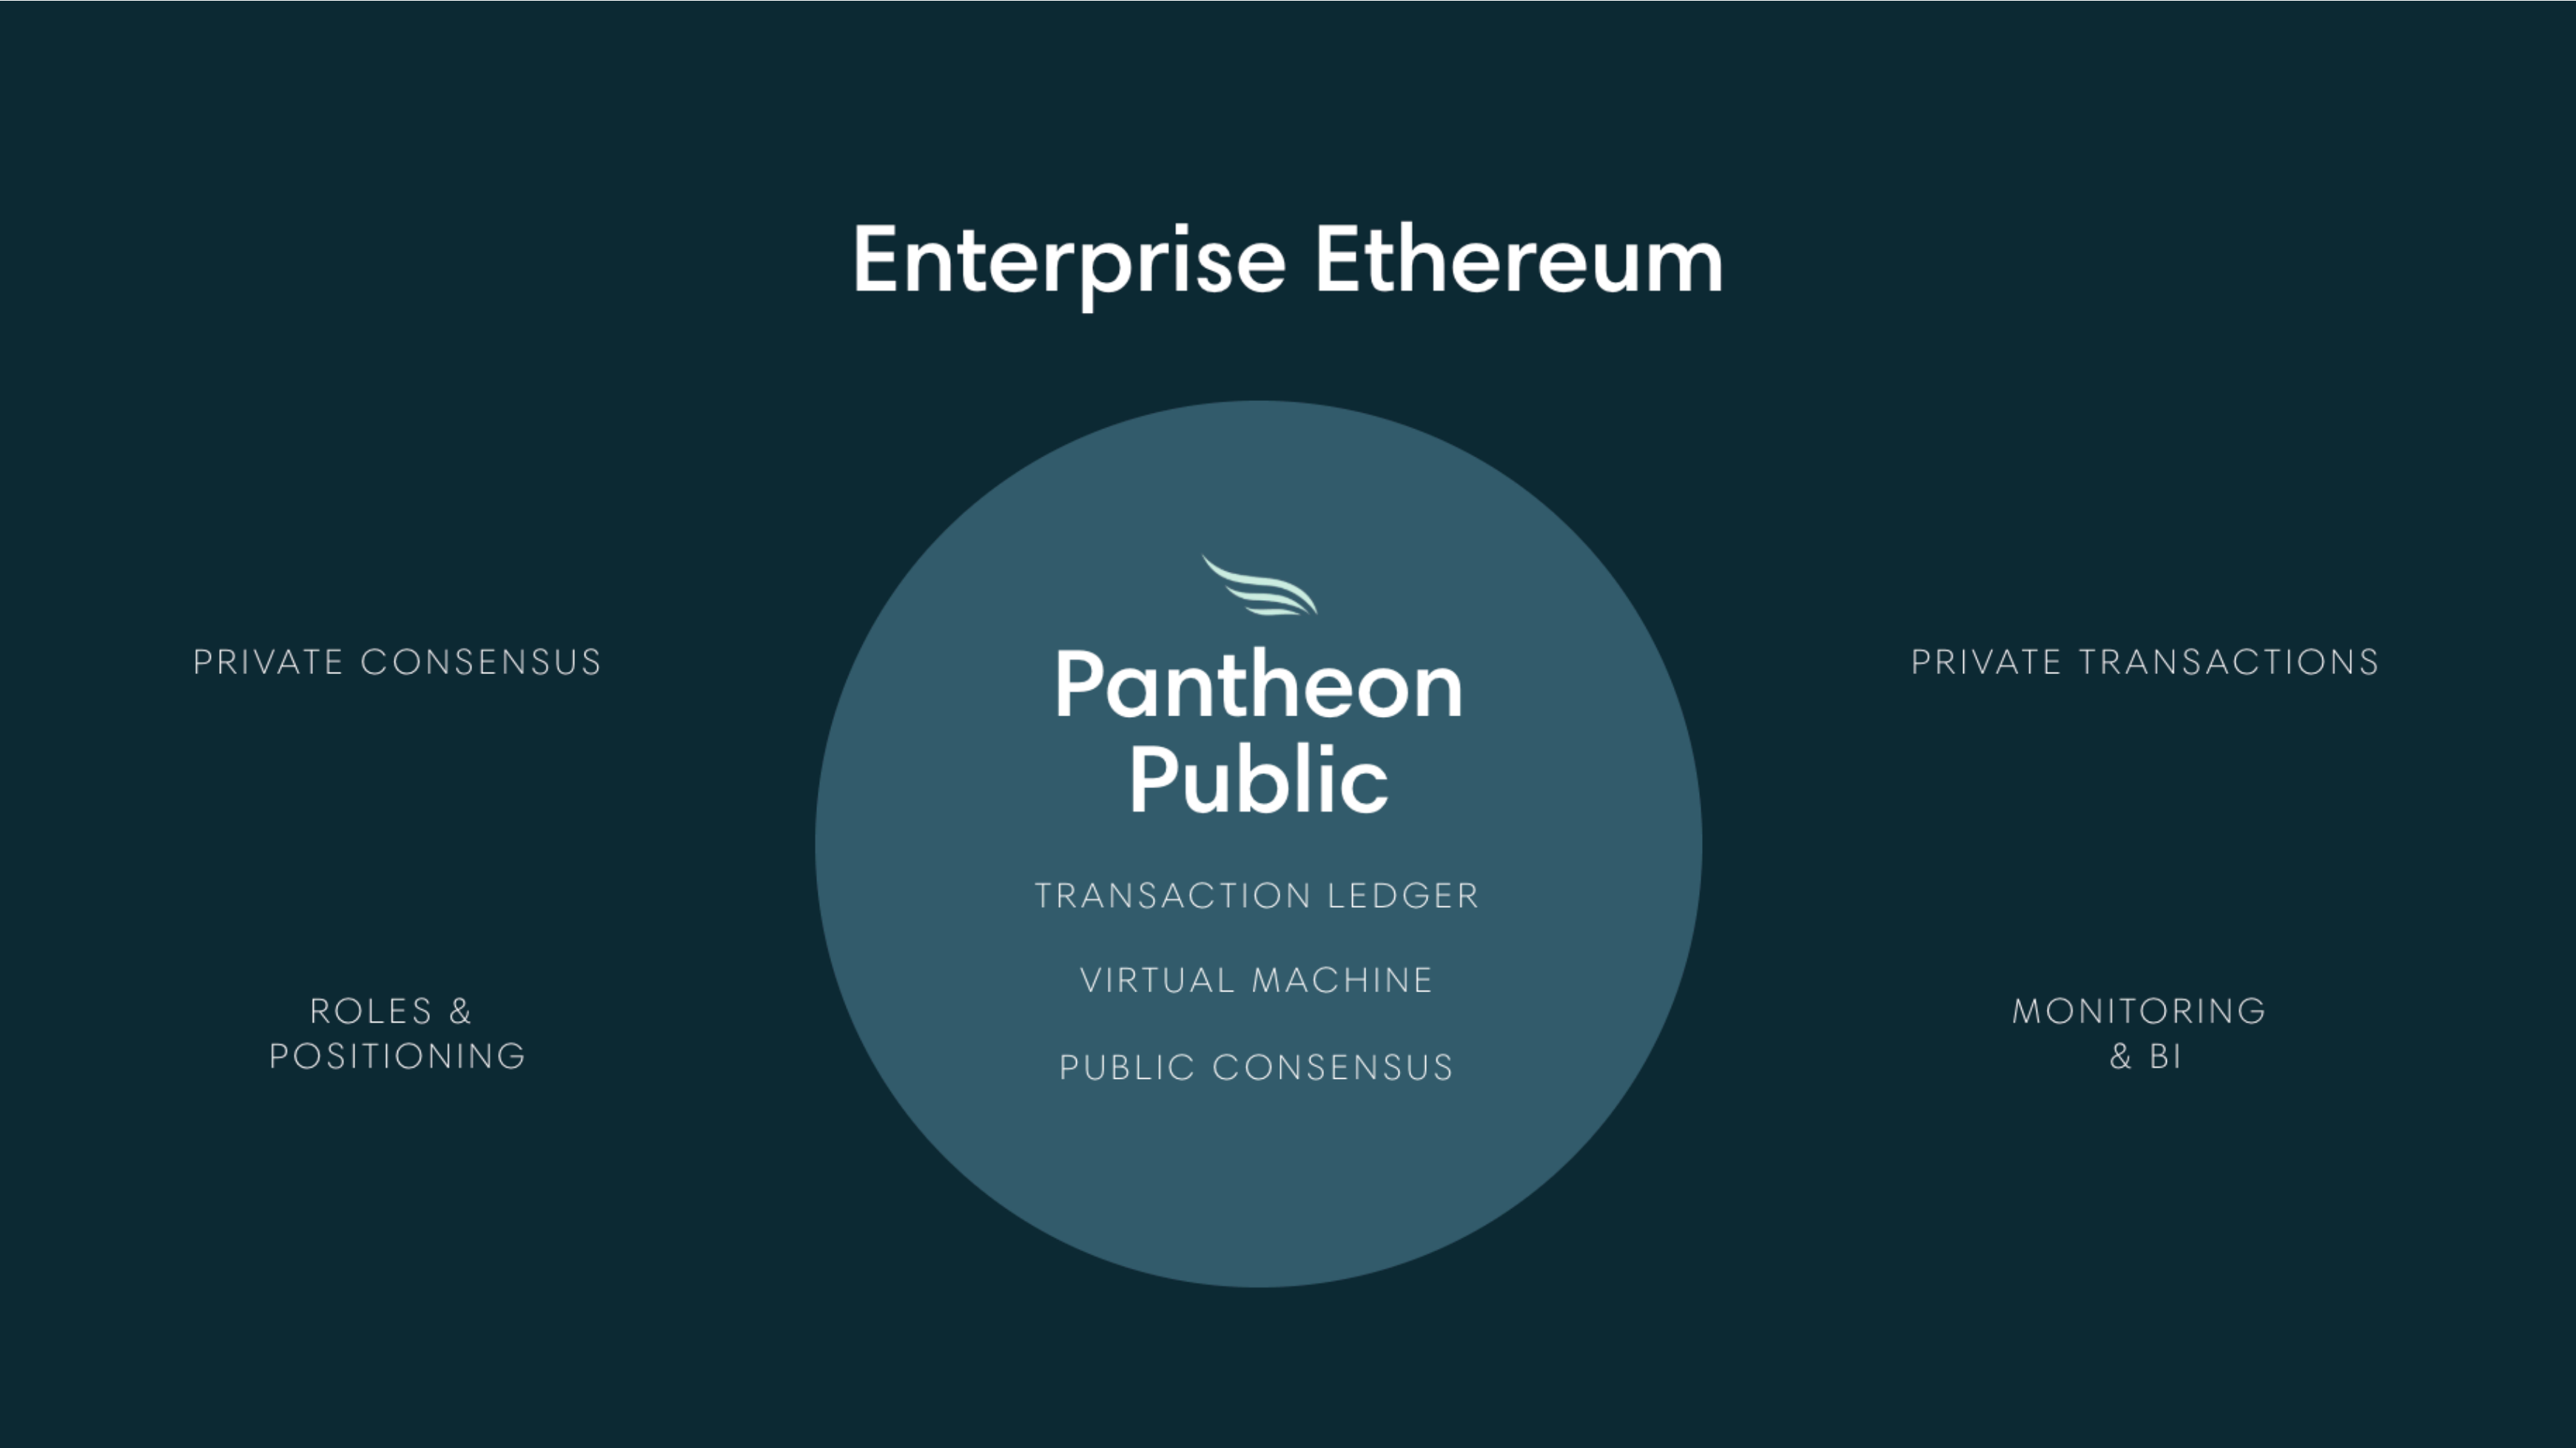 Enterprise Ethereum
PRIVATE CONSENSUS
ROLES &
POSITIONING
Pantheon
Public
TRANSACTION LEDGER
VIRTUAL MACHINE
PUBLIC CONSENSUS
PRIVATE TRANSACTIONS
MONITORING
& BI